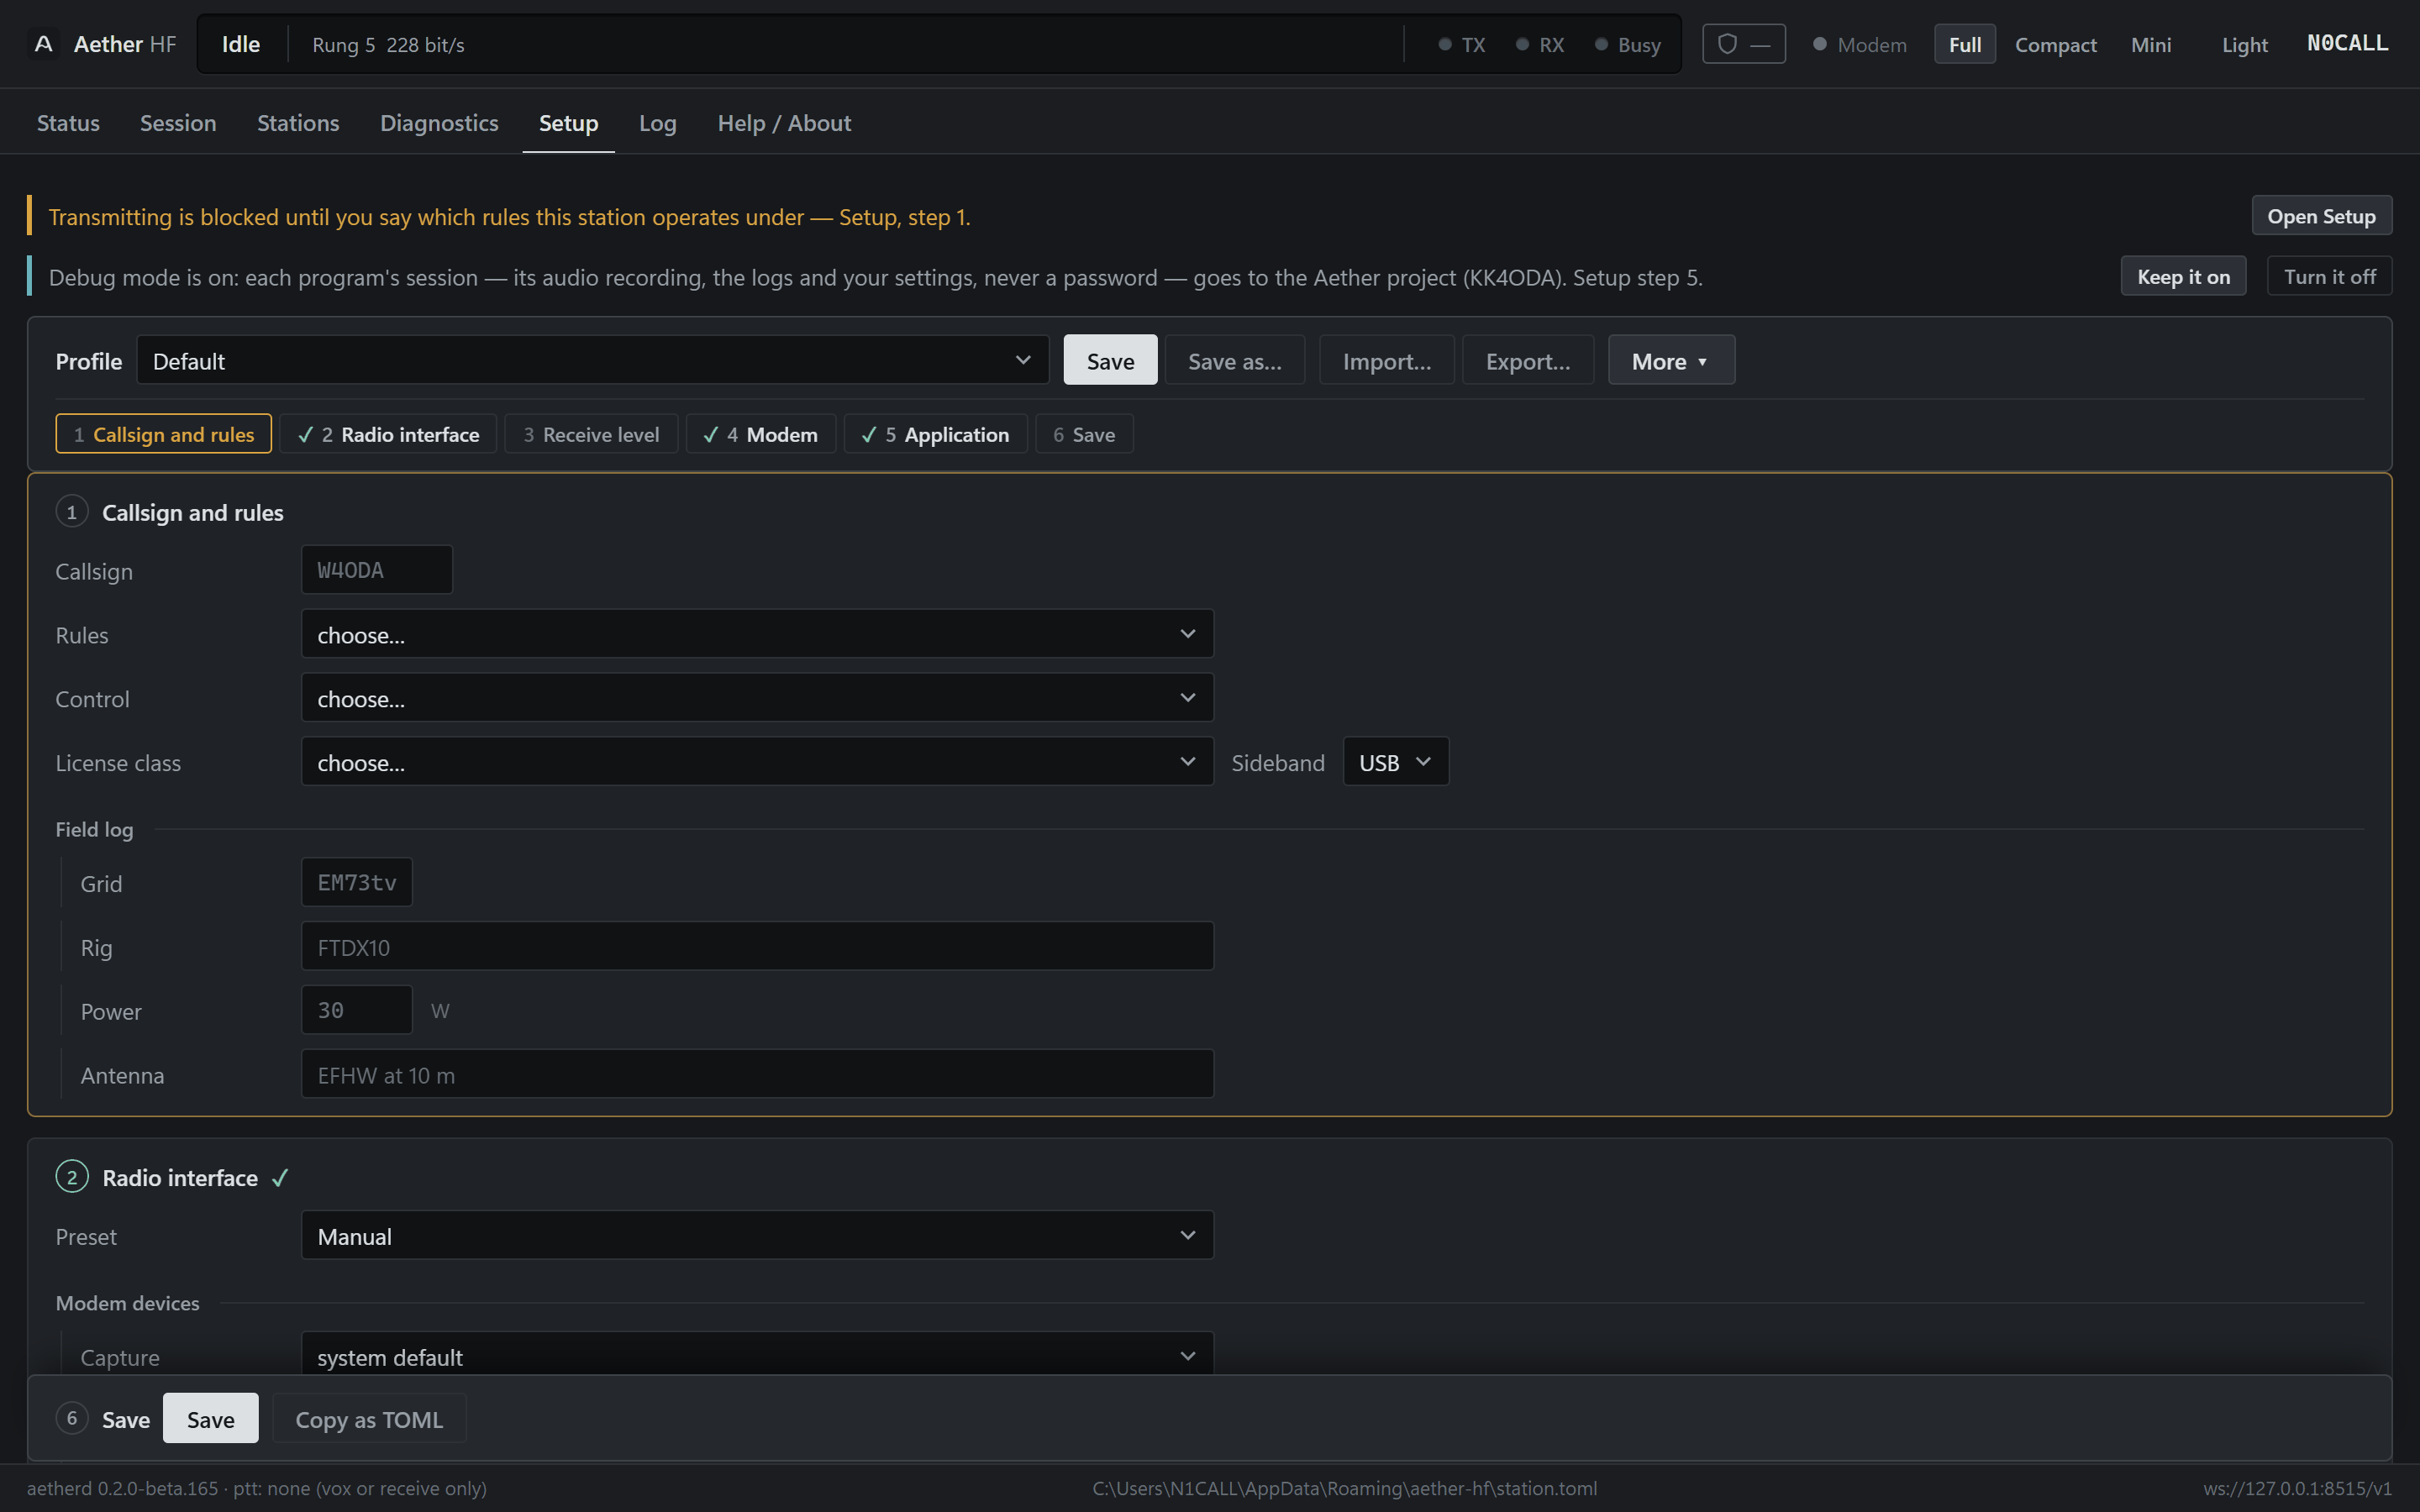 Aether HF Idle Rung 5 228 bit/s TX RX Busy — Modem Full Compact Mini Light N0CALL
Status Session Stations Diagnostics Setup Log Help / About
Transmitting is blocked until you say which rules this station operates under — Setup, step 1. Open Setup
Debug mode is on: each program's session — its audio recording, the logs and your settings, never a password — goes to the Aether project (KK4ODA). Setup step 5. Keep it on Turn it off
Profile Default Save Save as... Import... Export... More ▾
1 Callsign and rules ✓ 2 Radio interface 3 Receive level ✓ 4 Modem ✓ 5 Application 6 Save
1 Callsign and rules
Callsign W4ODA
Rules choose...
Control choose...
License class choose... Sideband USB
Field log
Grid EM73tv
Rig FTDX10
Power 30 W
Antenna EFHW at 10 m
2 Radio interface ✓
Preset Manual
Modem devices
Capture system default
6 Save Save Copy as TOML
aetherd 0.2.0-beta.165 · ptt: none (vox or receive only) C:\Users\N1CALL\AppData\Roaming\aether-hf\station.toml ws://127.0.0.1:8515/v1